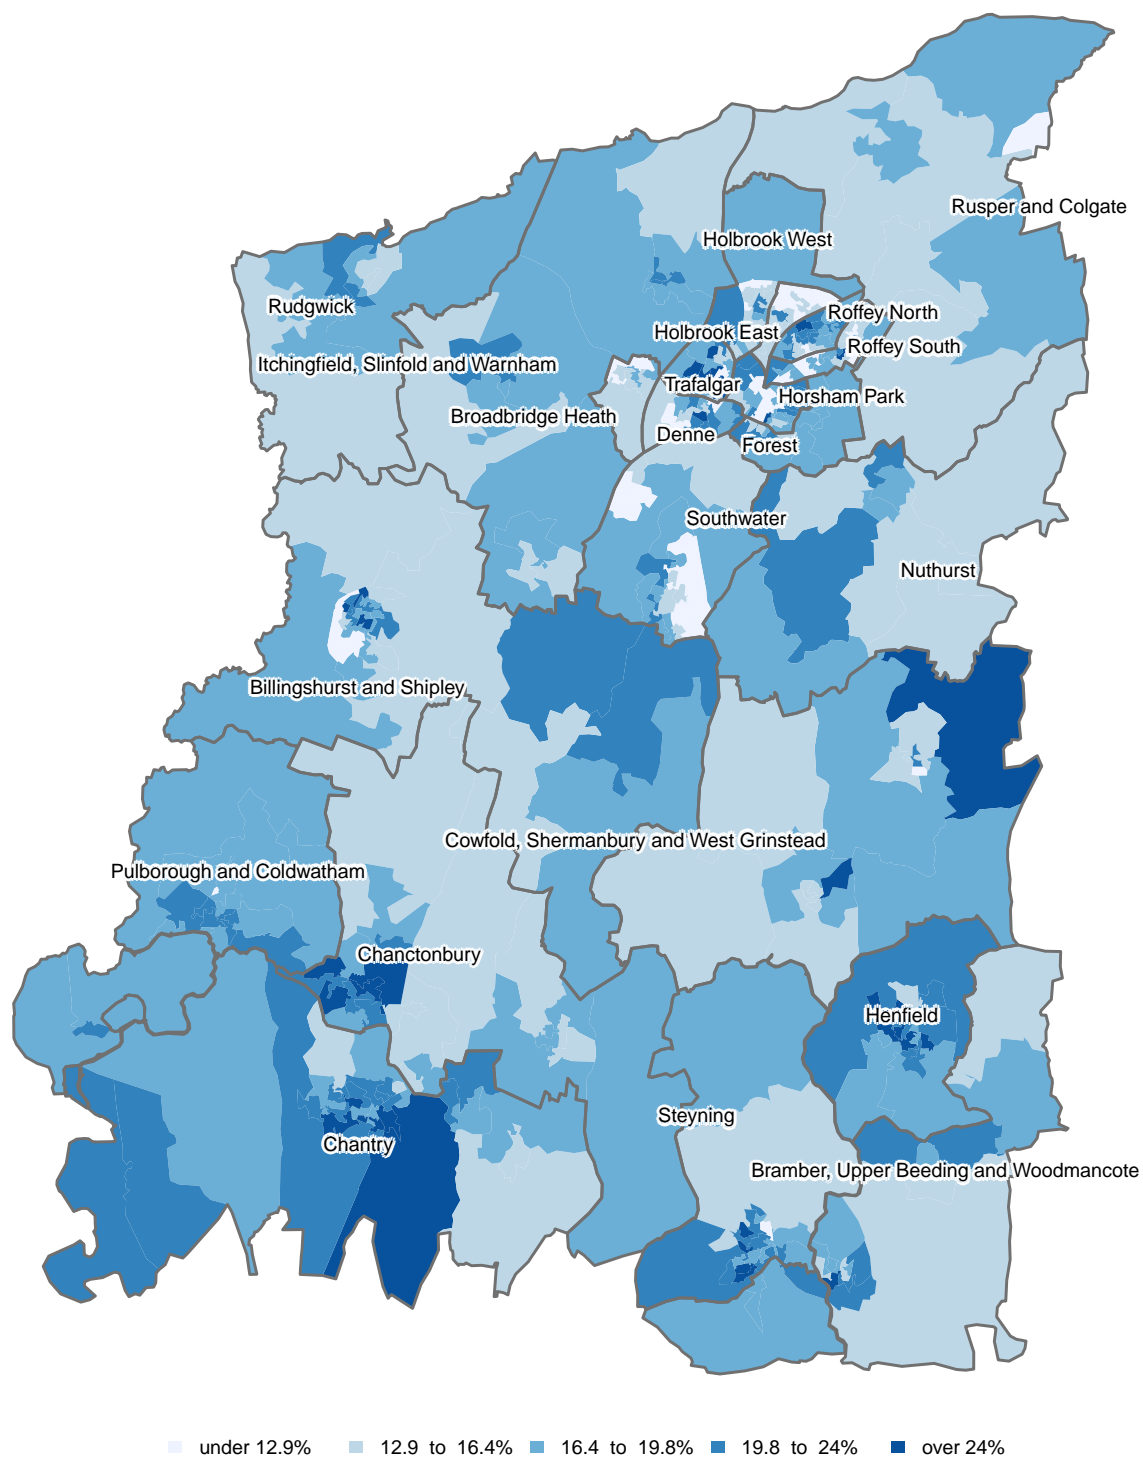 Rusper and Colgate
Holbrook West
Rudgwick
Roffey North
Holbrook East
Roffey South
Itchingfield, Slinfold and Warnham
Trafalgar
Horsham Park
Broadbridge Heath
Denne
Forest
Southwater
Nuthurst
Billingshurst and Shipley
Cowfold, Shermanbury and West Grinstead
Pulborough and Coldwatham
Chanctonbury
Henfield
Steyning
Chantry
Bramber, Upper Beeding and Woodmancote
under 12.9% 12.9 to 16.4% 16.4 to 19.8% 19.8 to 24% over 24%